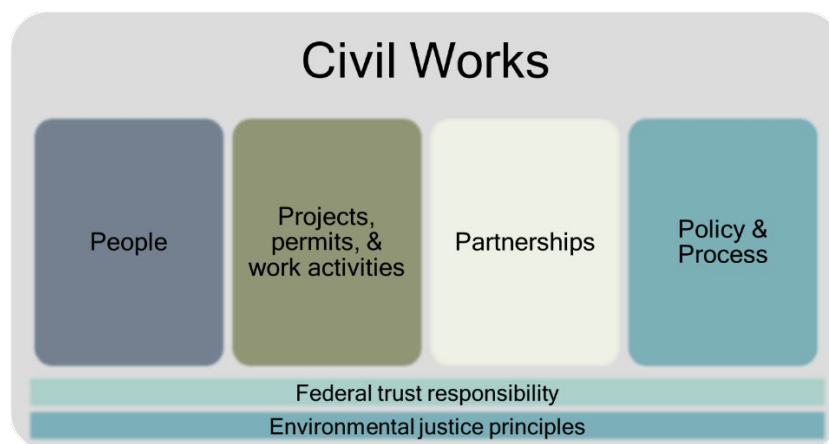 Civil Works
People
Projects,
permits, &
work activities
Partnerships
Policy &
Process
Federal trust responsibility
Environmental justice principles